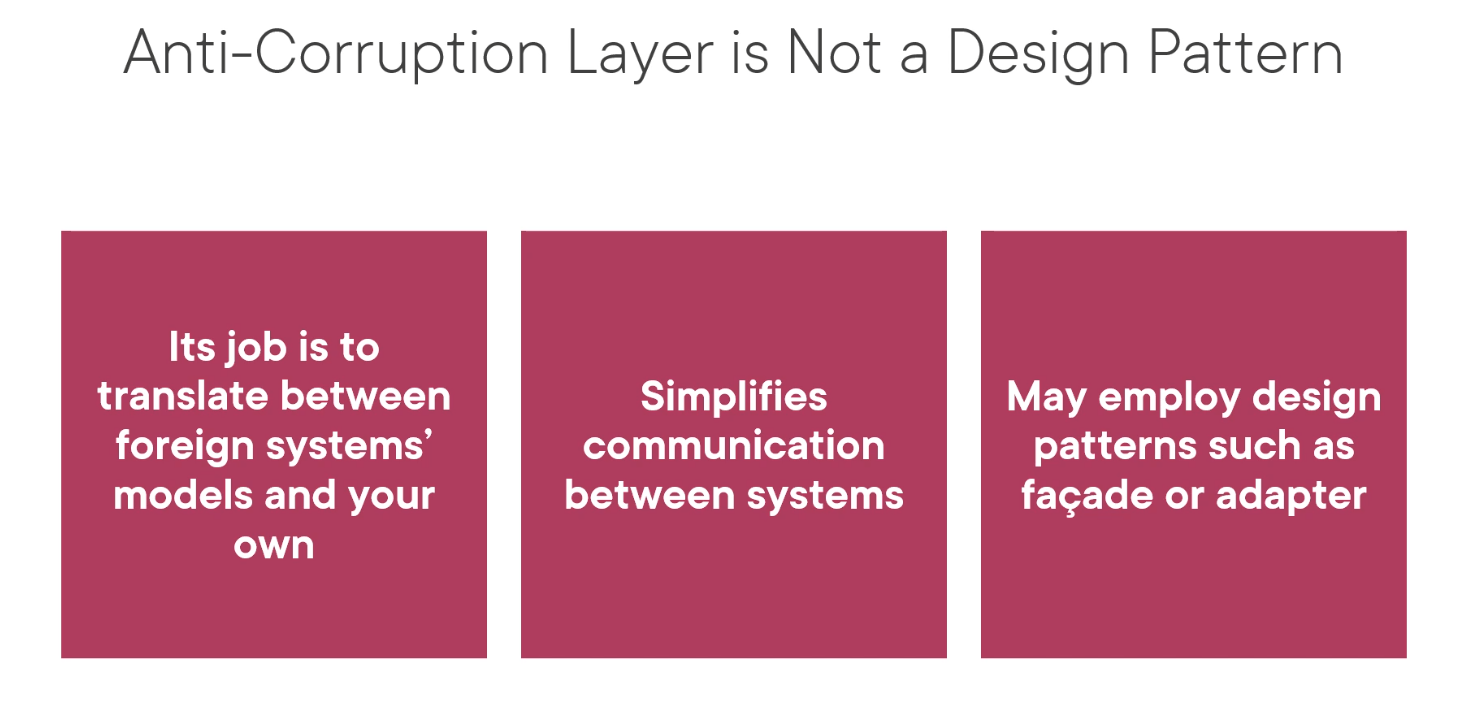 Anti-Corruption Layer is Not a Design Pattern
Its job is to
translate between
foreign systems’
models and your
own
Simplifies
communication
between systems
May employ design
patterns such as
façade or adapter